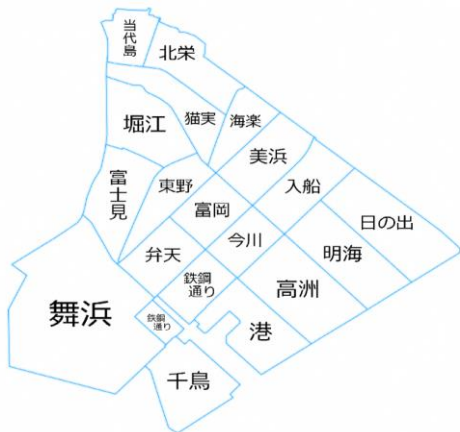 当代島
北栄
堀江
猫実
海楽
美浜
入船
富士見
東野
富岡
今川
日の出
明海
弁天
鉄鋼
通り
高洲
舞浜
鉄鋼
通り
港
千鳥